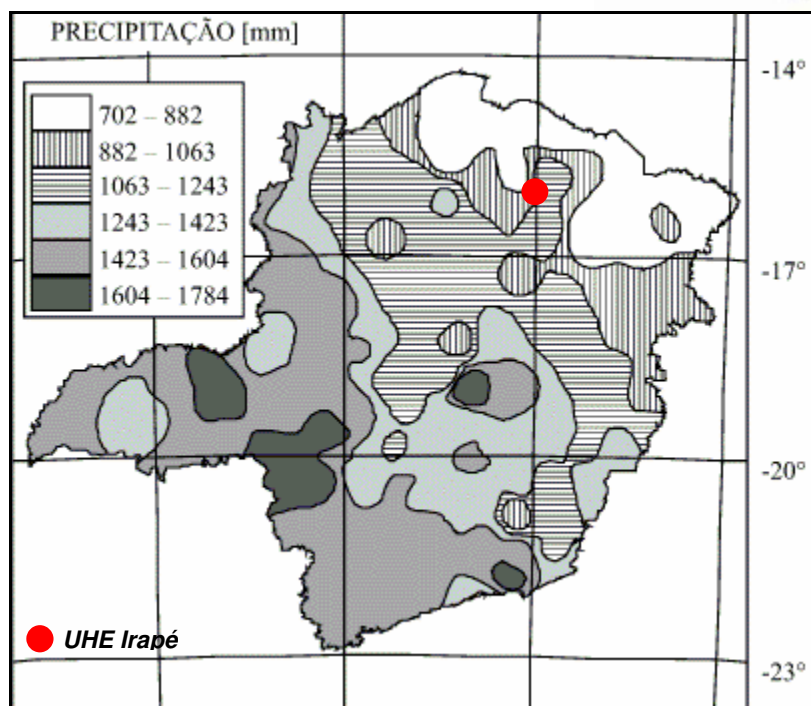 PRECIPITAÇÃO [mm]
702 – 882
882 – 1063
1063 – 1243
1243 – 1423
1423 – 1604
1604 – 1784
-14°
-17°
-20°
-23°
UHE Irapé